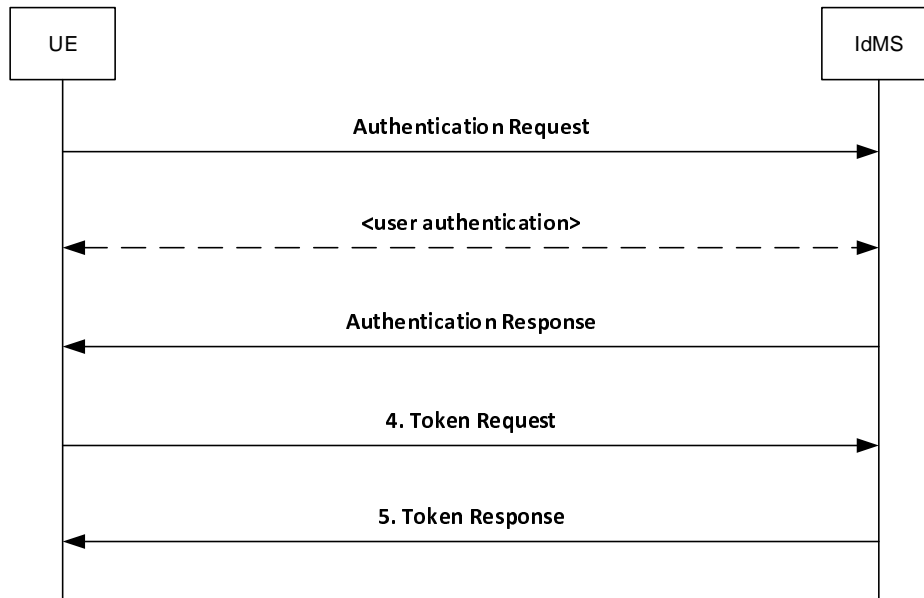 UE
IdMS
Authentication Request
<user authentication>
Authentication Response
4. Token Request
5. Token Response